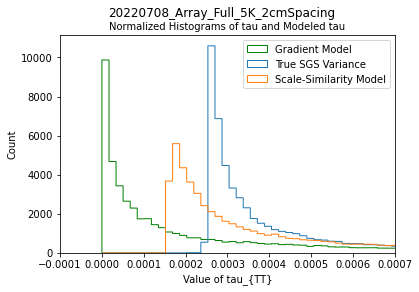 20220708_Array_Full_5K_2cmSpacing
Normalized Histograms of tau and Modeled tau
Gradient Model
True SGS Variance
Scale-Similarity Model
Count
10000
8000
6000
4000
2000
0
−0.0001 0.0000 0.0001 0.0002 0.0003 0.0004 0.0005 0.0006 0.0007
Value of tau_{TT}